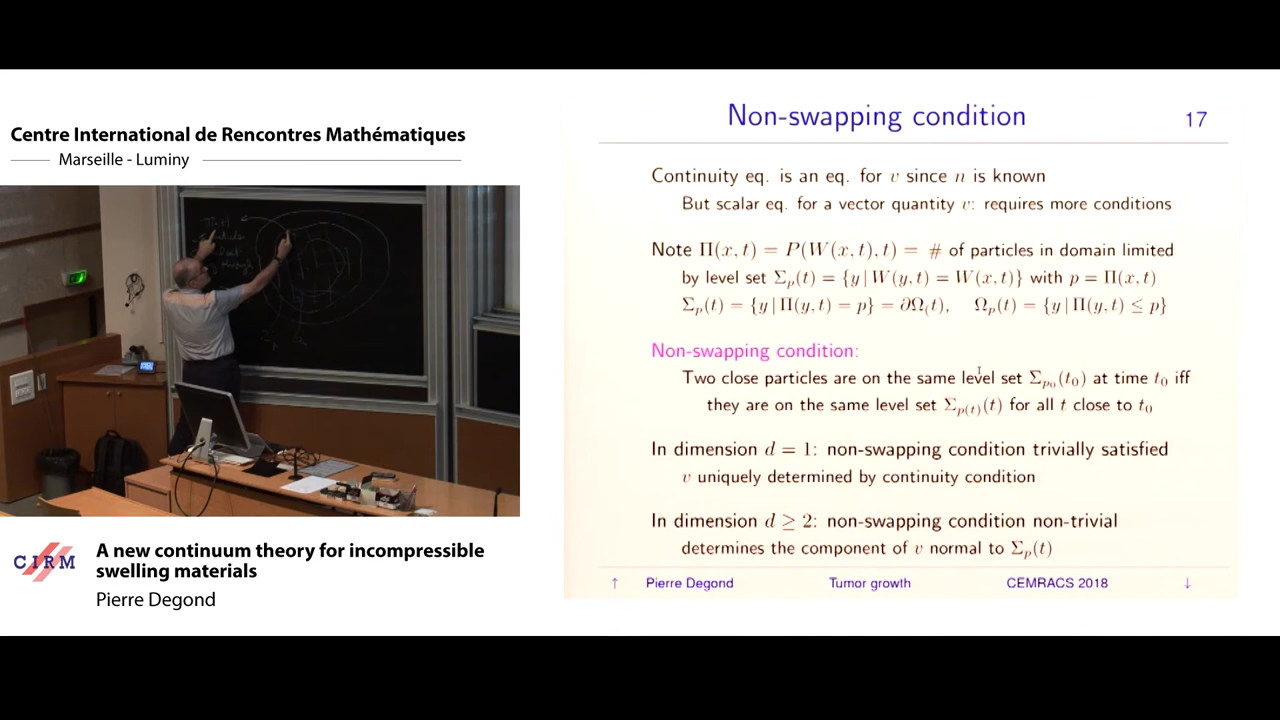 Centre International de Rencontres Mathématiques
Marseille - Luminy
CIRM
A new continuum theory for incompressible
swelling materials
Pierre Degond
Non-swapping condition
17
Continuity eq. is an eq. for v since n is known
But scalar eq. for a vector quantity v: requires more conditions
Note Π(x, t) = P(W(x, t), t) = # of particles in domain limited
by level set Σ_p(t) = {y | W(y, t) = W(x, t)} with p = Π(x, t)
Σ_p(t) = {y | Π(y, t) = p} = ∂Ω_(t), Ω_p(t) = {y | Π(y, t) ≤ p}
Non-swapping condition:
Two close particles are on the same level set Σ_{p_0}(t_0) at time t_0 iff
they are on the same level set Σ_{p(t)}(t) for all t close to t_0
In dimension d = 1: non-swapping condition trivially satisfied
v uniquely determined by continuity condition
In dimension d ≥ 2: non-swapping condition non-trivial
determines the component of v normal to Σ_p(t)
↑ Pierre Degond Tumor growth CEMRACS 2018 ↓